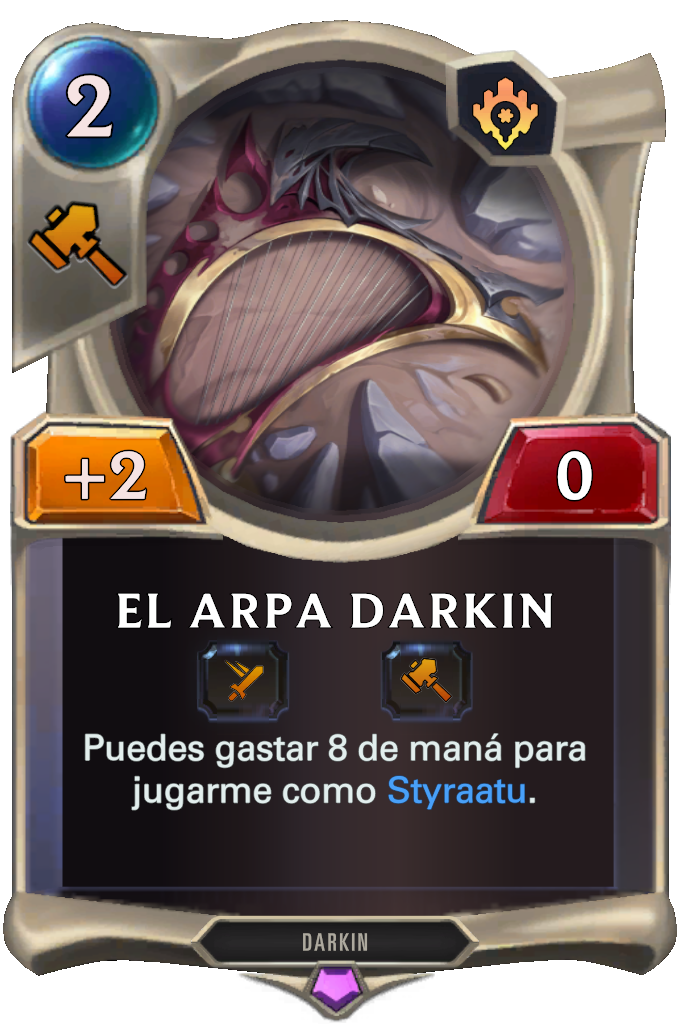 2
+2
0
EL ARPA DARKIN
Puedes gastar 8 de maná para
jugarme como Styraatu.
DARKIN